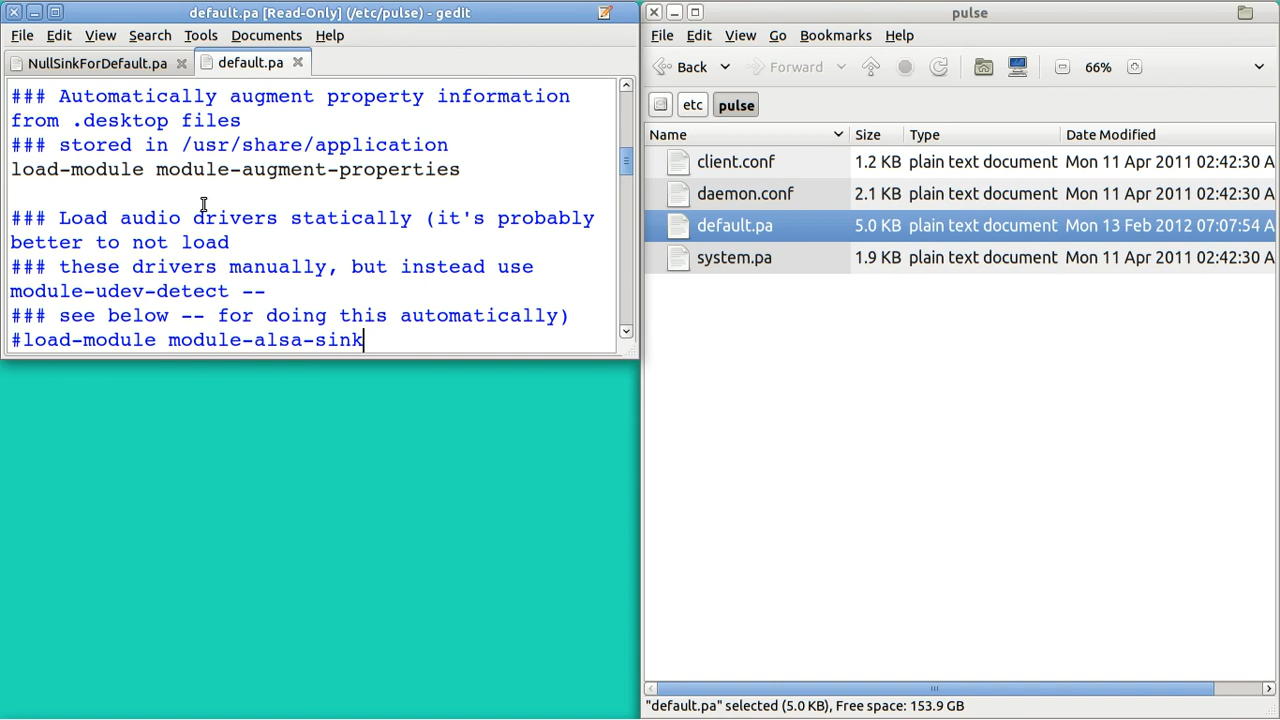 default.pa [Read-Only] (/etc/pulse) - gedit
File Edit View Search Tools Documents Help
NullSinkForDefault.pa default.pa
### Automatically augment property information
from .desktop files
### stored in /usr/share/application
load-module module-augment-properties
### Load audio drivers statically (it's probably
better to not load
### these drivers manually, but instead use
module-udev-detect --
### see below -- for doing this automatically)
#load-module module-alsa-sink
pulse
File Edit View Go Bookmarks Help
Back Forward 66%
etc pulse
Name Size Type Date Modified
client.conf 1.2 KB plain text document Mon 11 Apr 2011 02:42:30 A
daemon.conf 2.1 KB plain text document Mon 11 Apr 2011 02:42:30 A
default.pa 5.0 KB plain text document Mon 13 Feb 2012 07:07:54 A
system.pa 1.9 KB plain text document Mon 11 Apr 2011 02:42:30 A
"default.pa" selected (5.0 KB), Free space: 153.9 GB